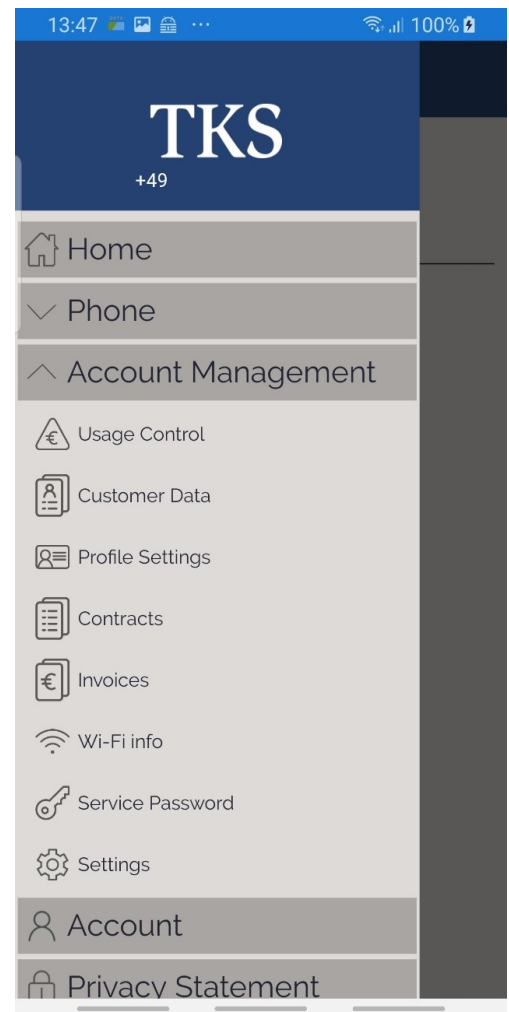 13:47
100%
TKS
+49
Home
Phone
Account Management
Usage Control
Customer Data
Profile Settings
Contracts
Invoices
Wi-Fi info
Service Password
Settings
Account
Privacy Statement